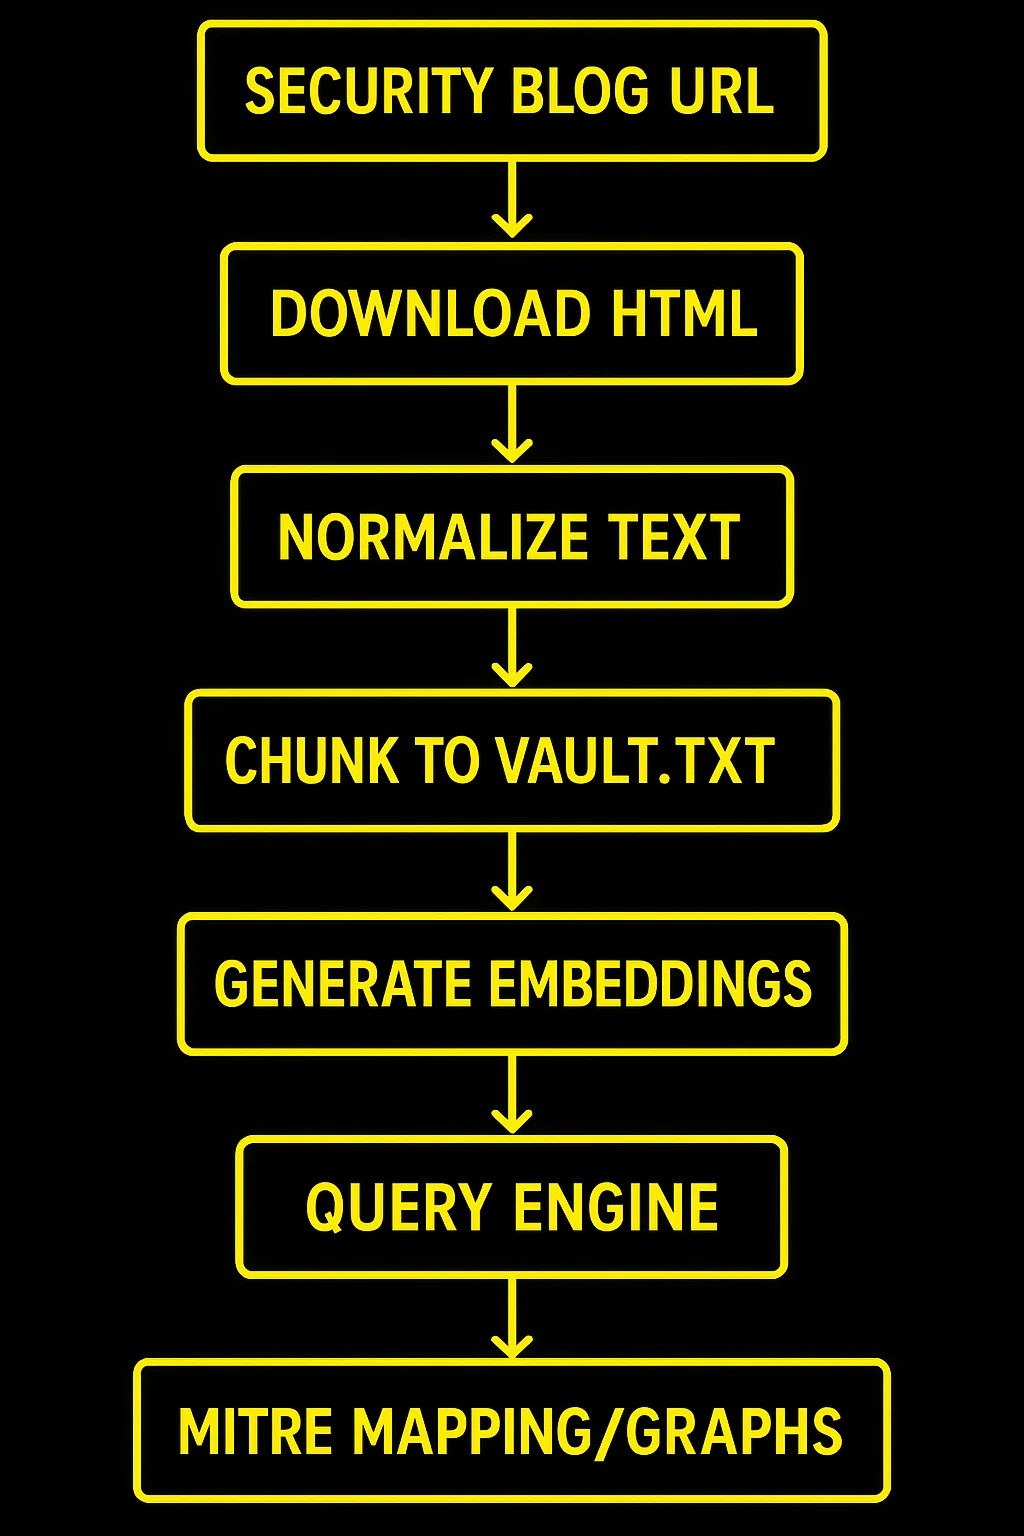 SECURITY BLOG URL
DOWNLOAD HTML
NORMALIZE TEXT
CHUNK TO VAULT.TXT
GENERATE EMBEDDINGS
QUERY ENGINE
MITRE MAPPING/GRAPHS